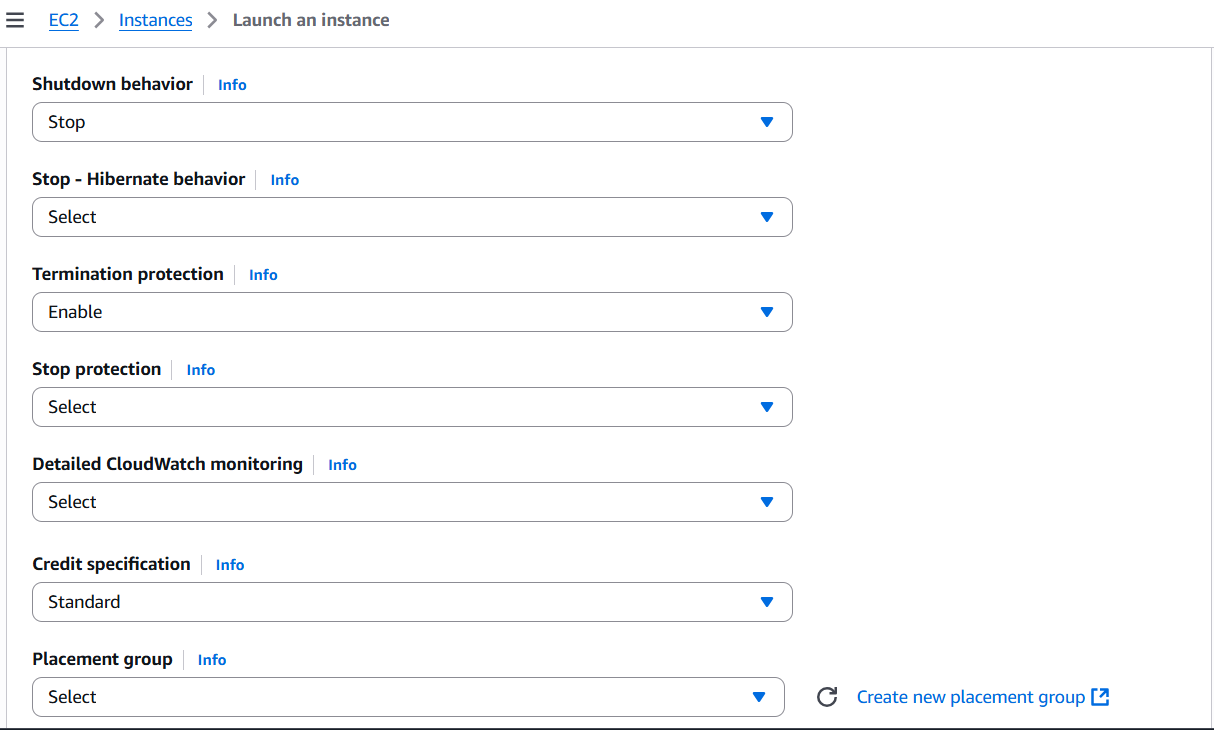 EC2 > Instances > Launch an instance
Shutdown behavior | Info
Stop
Stop - Hibernate behavior | Info
Select
Termination protection | Info
Enable
Stop protection | Info
Select
Detailed CloudWatch monitoring | Info
Select
Credit specification | Info
Standard
Placement group | Info
Select
Create new placement group